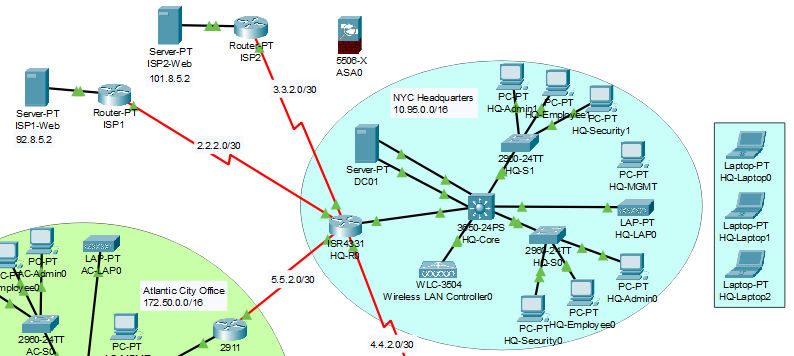 Server-PT
ISP2-Web
101.8.5.2
Router-PT
ISP2
5506-X
ASA0
Server-PT
ISP1-Web
92.8.5.2
Router-PT
ISP1
3.3.2.0/30
2.2.2.0/30
NYC Headquarters
10.95.0.0/16
PC-PT
HQ-Admin1
PC-PT
HQ-Employee1
PC-PT
HQ-Security1
2960-24TT
HQ-S1
Server-PT
DC01
PC-PT
HQ-MGMT
3650-24PS
HQ-Core
LAP-PT
HQ-LAP0
ISR4331
HQ-R0
2960-24TT
HQ-S0
WLC-3504
Wireless LAN Controller0
PC-PT
HQ-Admin0
PC-PT
HQ-Employee0
PC-PT
HQ-Security0
Laptop-PT
HQ-Laptop0
Laptop-PT
HQ-Laptop1
Laptop-PT
HQ-Laptop2
5.5.2.0/30
4.4.2.0/30
Atlantic City Office
172.50.0.0/16
PC-PT
AC-Admin0
LAP-PT
AC-LAP0
2960-24TT
AC-S0
PC-PT
2911